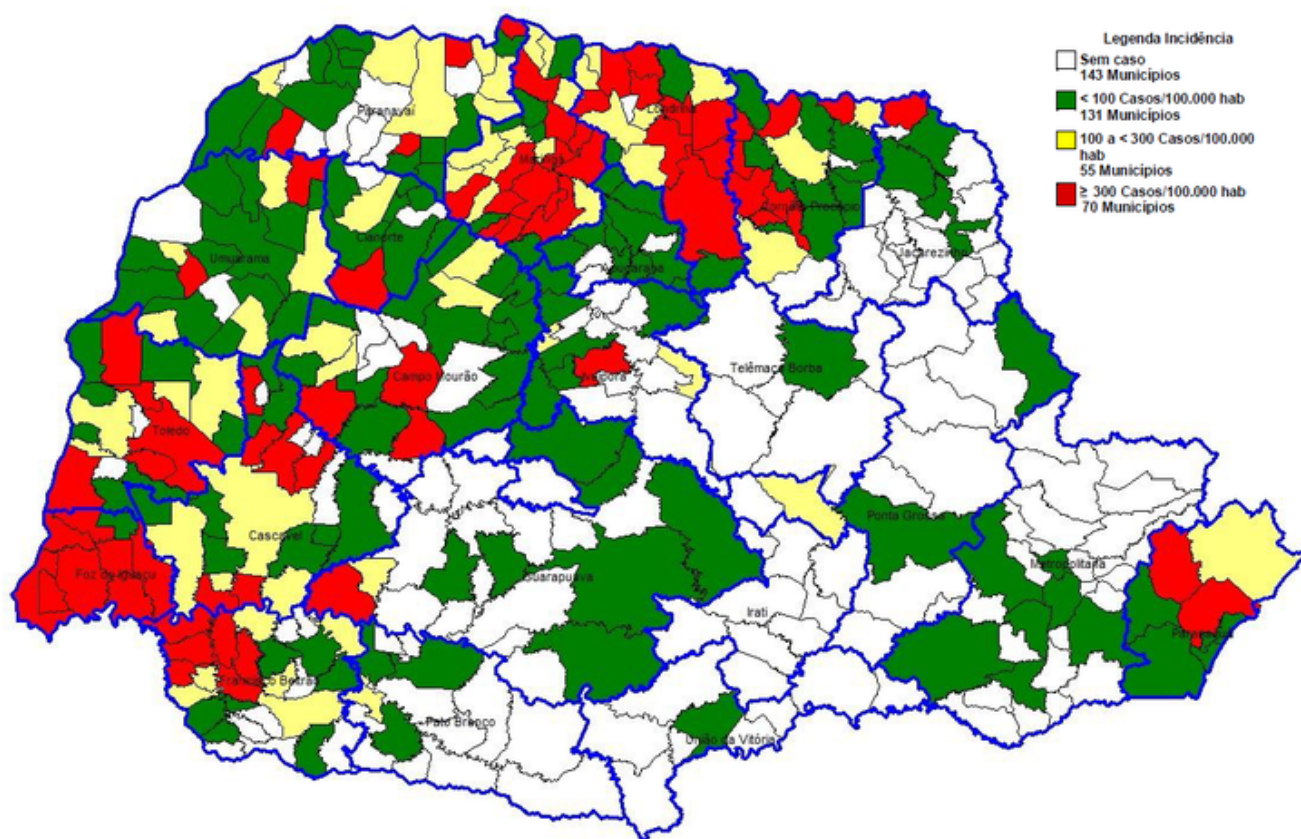 Legenda Incidência
Sem caso
143 Municípios
< 100 Casos/100.000 hab
131 Municípios
100 a < 300 Casos/100.000
hab
55 Municípios
≥ 300 Casos/100.000 hab
70 Municípios
Paranavaí
Londrina
Maringá
Cornélio Procópio
Cianorte
Umuarama
Jacarezinho
Apucarana
Telêmaco Borba
Campo Mourão
Ivaiporã
Toledo
Cascavel
Ponta Grossa
Metropolitana
Foz do Iguaçu
Guarapuava
Irati
Paranaguá
Francisco Beltrão
Pato Branco
União da Vitória